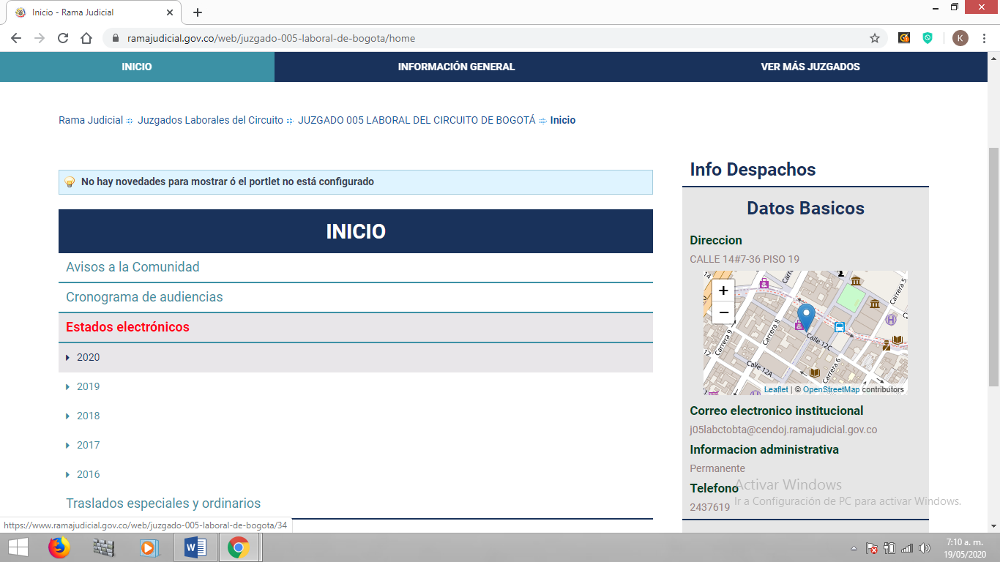 Inicio - Rama Judicial
ramajudicial.gov.co/web/juzgado-005-laboral-de-bogota/home
K
INICIO
INFORMACIÓN GENERAL
VER MÁS JUZGADOS
Rama Judicial Juzgados Laborales del Circuito JUZGADO 005 LABORAL DEL CIRCUITO DE BOGOTÁ Inicio
No hay novedades para mostrar ó el portlet no está configurado
INICIO
Avisos a la Comunidad
Cronograma de audiencias
Estados electrónicos
2020
2019
2018
2017
2016
Traslados especiales y ordinarios
Info Despachos
Datos Basicos
Direccion
CALLE 14#7-36 PISO 19
+
−
Carrera 9
Carrera 8
Carrera 6
Carrera 5
Calle 12C
Calle 12A
H
Leaflet | © OpenStreetMap contributors
Correo electronico institucional
j05labctobta@cendoj.ramajudicial.gov.co
Informacion administrativa
Permanente
Telefono
2437619
Activar Windows
Ir a Configuración de PC para activar Windows.
https://www.ramajudicial.gov.co/web/juzgado-005-laboral-de-bogota/34
7:10 a. m.
19/05/2020